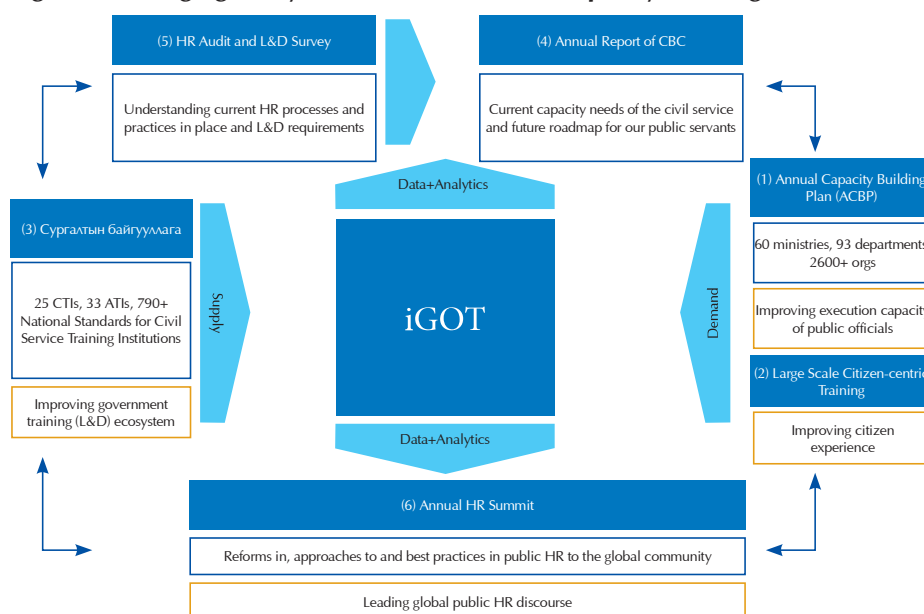 (5) HR Audit and L&D Survey
Understanding current HR processes and
practices in place and L&D requirements
(4) Annual Report of CBC
Current capacity needs of the civil service
and future roadmap for our public servants
Data+Analytics
(1) Annual Capacity Building
Plan (ACBP)
60 ministries, 93 departments
2600+ orgs
Improving execution capacity
of public officials
(2) Large Scale Citizen-centric
Training
Improving citizen
experience
(3) Сургалтын байгууллага
25 CTIs, 33 ATIs, 790+
National Standards for Civil
Service Training Institutions
Improving government
training (L&D) ecosystem
Supply
iGOT
Demand
Data+Analytics
(6) Annual HR Summit
Reforms in, approaches to and best practices in public HR to the global community
Leading global public HR discourse